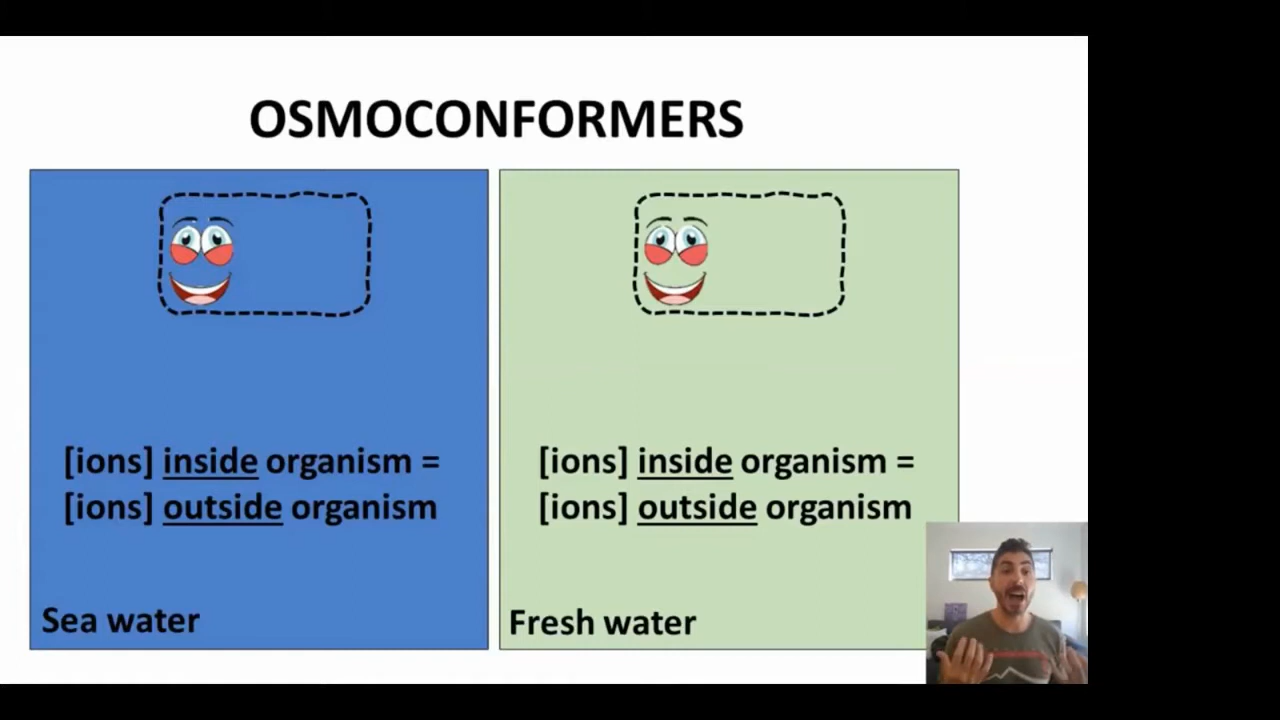 OSMOCONFORMERS
[ions] inside organism =
[ions] outside organism
Sea water
[ions] inside organism =
[ions] outside organism
Fresh water